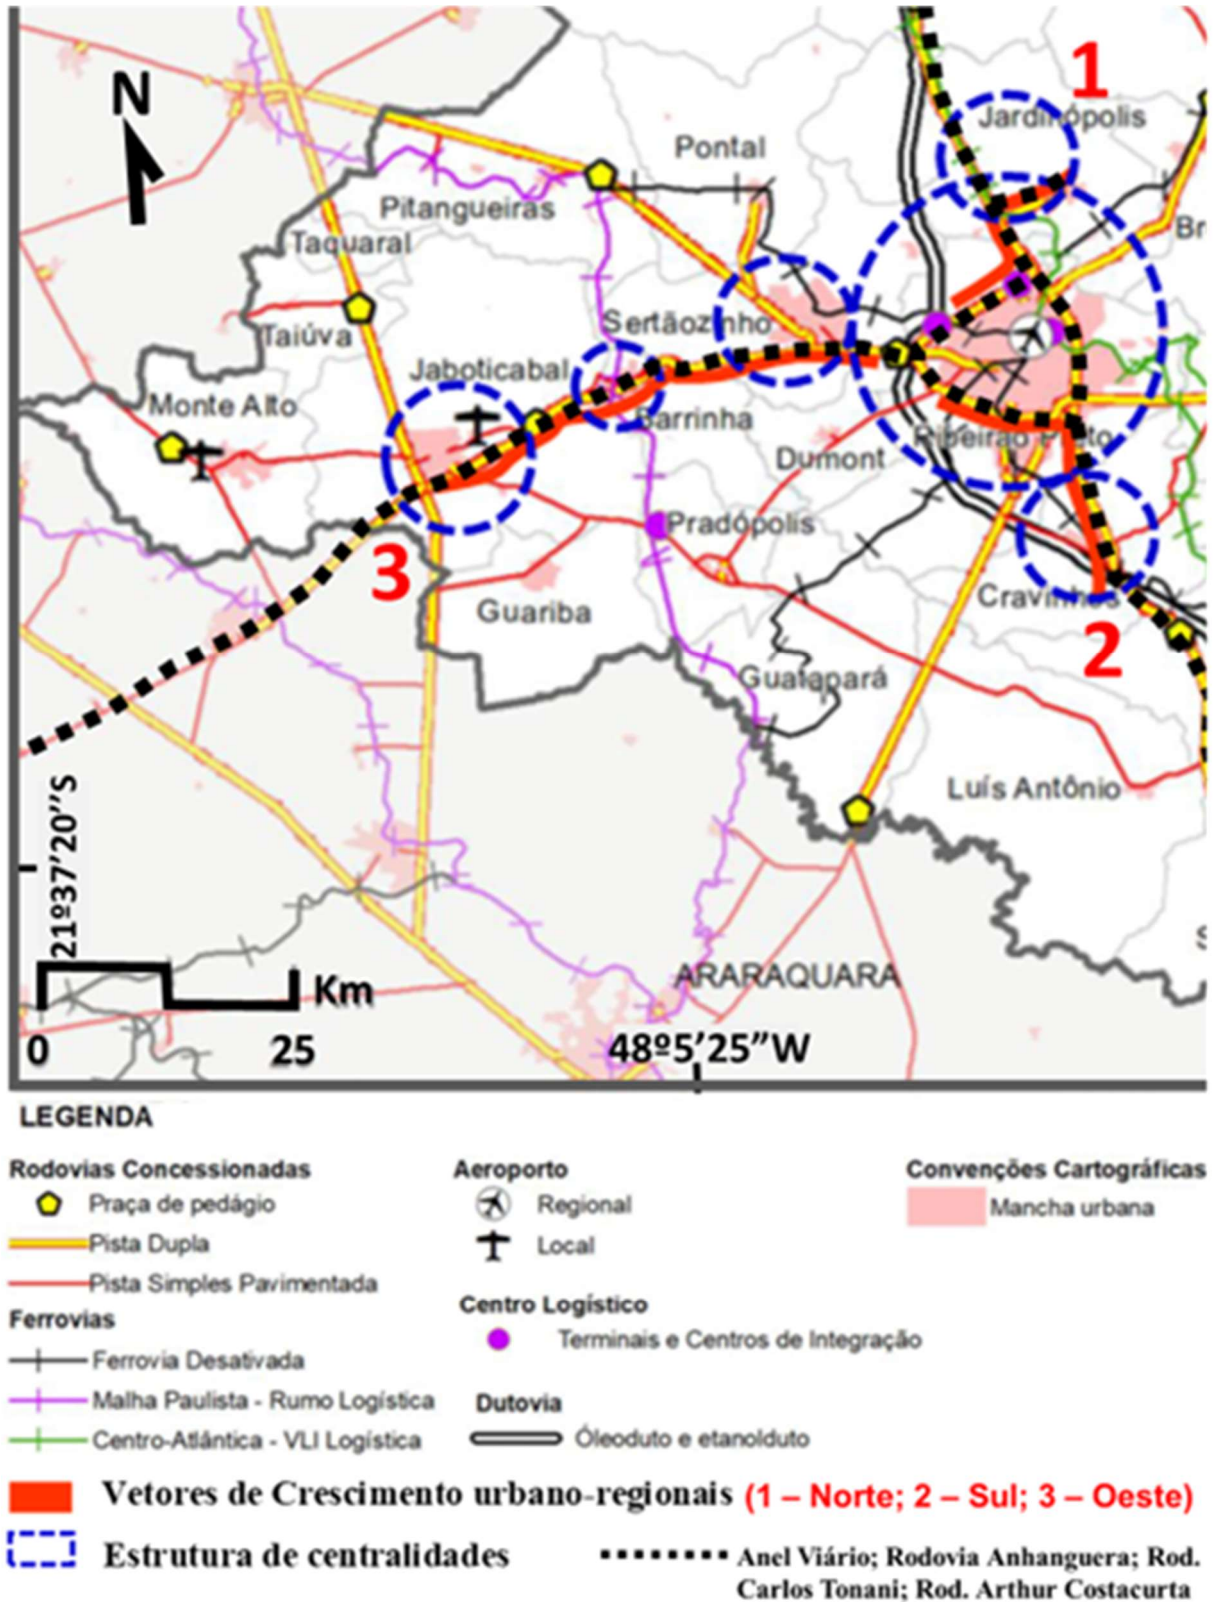 1
N
Jardinópolis
Pontal
Pitangueiras
Br
Taquaral
Sertãozinho
Taiúva
Jaboticabal
Monte Alto
Barrinha
Ribeirão Preto
Dumont
Pradópolis
3
Cravinhos
Guariba
2
Guatapará
Luís Antônio
21º37'20''S
ARARAQUARA
Km
0 25
48º5'25"W
LEGENDA
Rodovias Concessionadas
Praça de pedágio
Pista Dupla
Pista Simples Pavimentada
Ferrovias
Ferrovia Desativada
Malha Paulista - Rumo Logística
Centro-Atlântica - VLI Logística
Aeroporto
Regional
Local
Centro Logístico
Terminais e Centros de Integração
Dutovia
Óleoduto e etanolduto
Convenções Cartográficas
Mancha urbana
Vetores de Crescimento urbano-regionais (1 – Norte; 2 – Sul; 3 – Oeste)
Estrutura de centralidades
Anel Viário; Rodovia Anhanguera; Rod.
Carlos Tonani; Rod. Arthur Costacurta